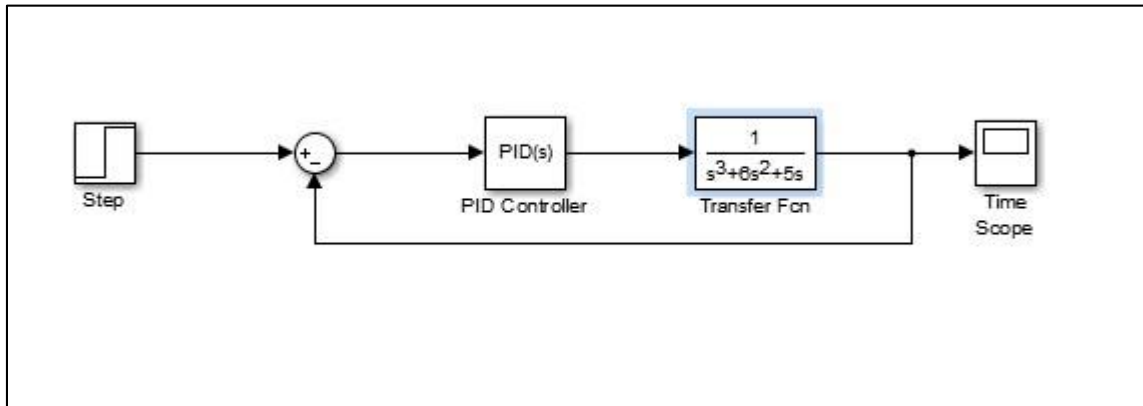 Step
+
−
PID(s)
PID Controller
1
s³+6s²+5s
Transfer Fcn
Time
Scope